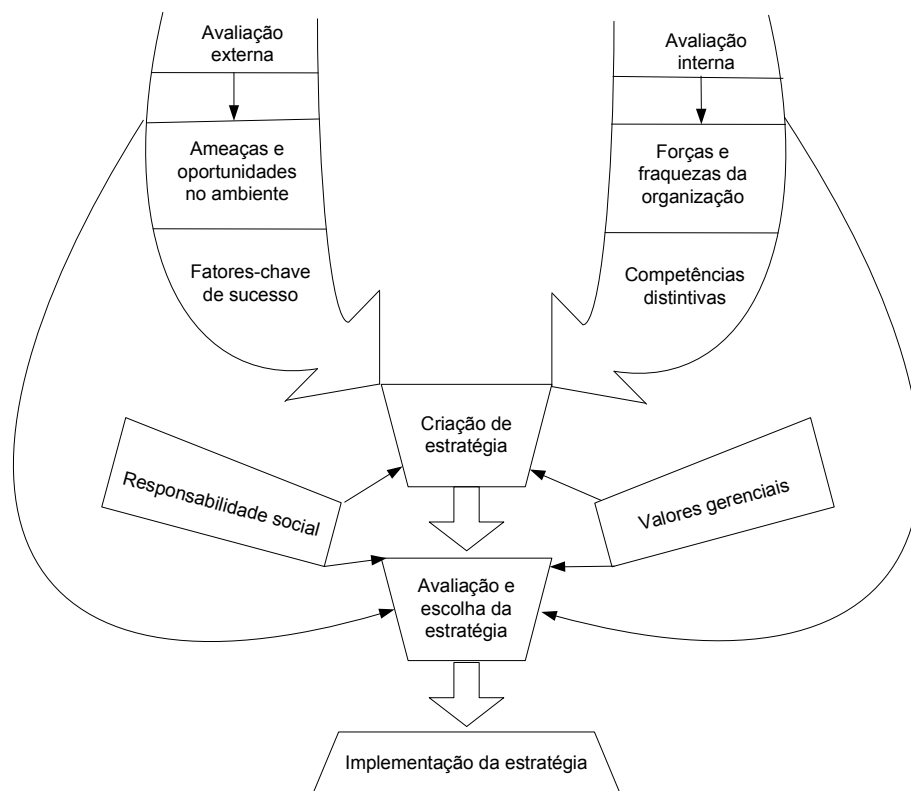 Avaliação
externa
Avaliação
interna
Ameaças e
oportunidades
no ambiente
Forças e
fraquezas da
organização
Fatores-chave
de sucesso
Competências
distintivas
Criação de
estratégia
Responsabilidade social
Valores gerenciais
Avaliação e
escolha da
estratégia
Implementação da estratégia